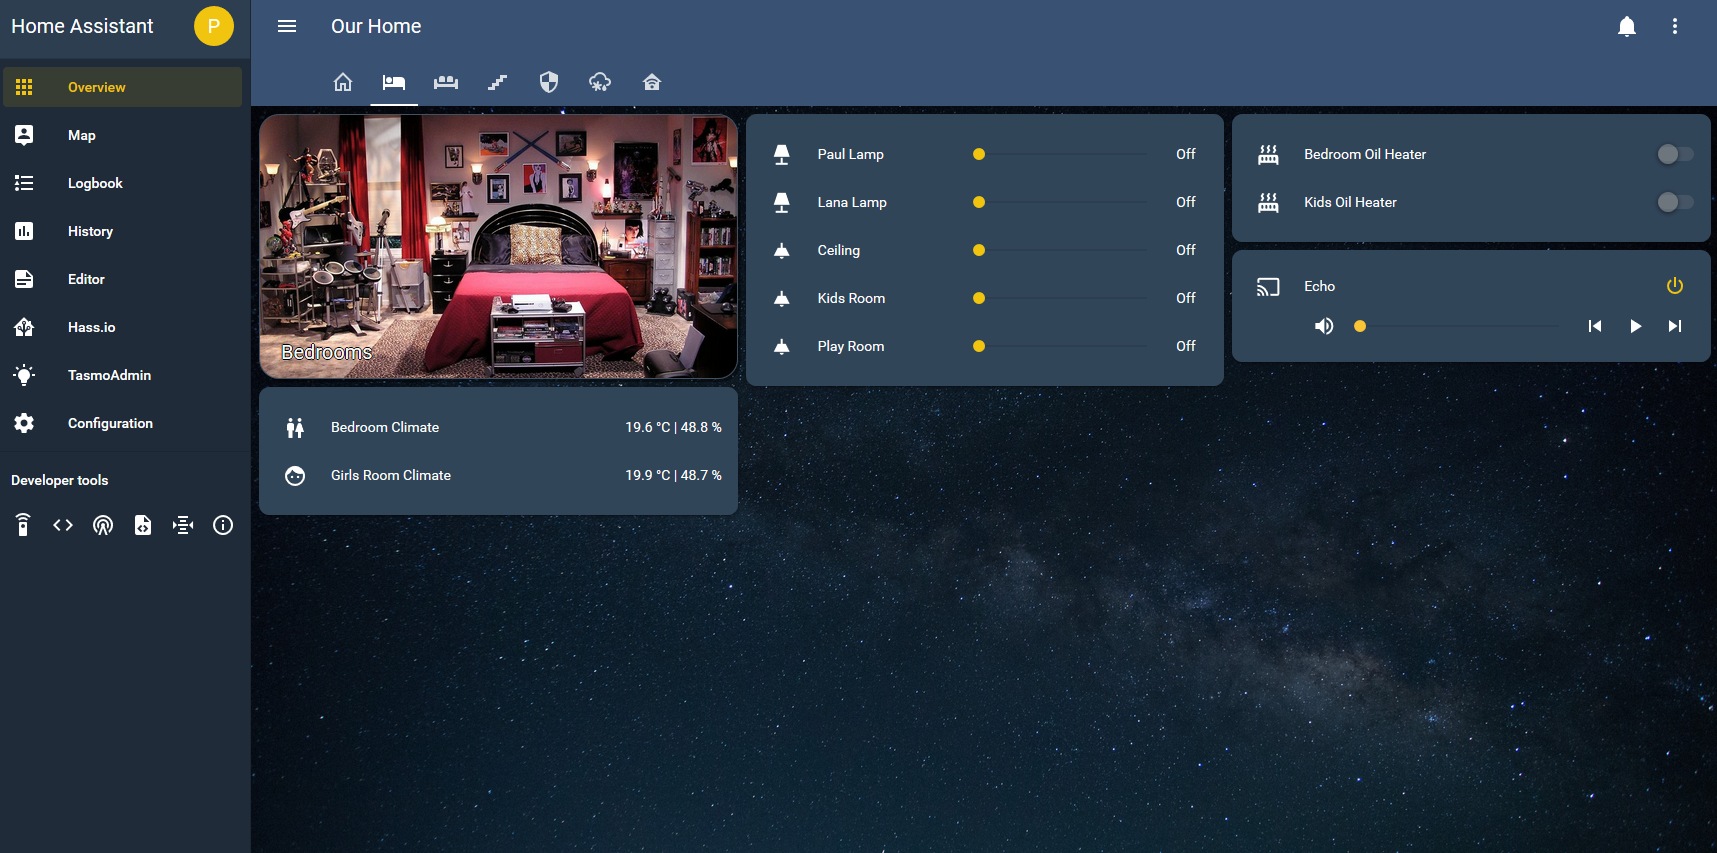 Home Assistant
P
Our Home
Overview
Map
Logbook
History
Editor
Hass.io
TasmoAdmin
Configuration
Developer tools
Bedrooms
Bedroom Climate 19.6 °C | 48.8 %
Girls Room Climate 19.9 °C | 48.7 %
Paul Lamp Off
Lana Lamp Off
Ceiling Off
Kids Room Off
Play Room Off
Bedroom Oil Heater
Kids Oil Heater
Echo